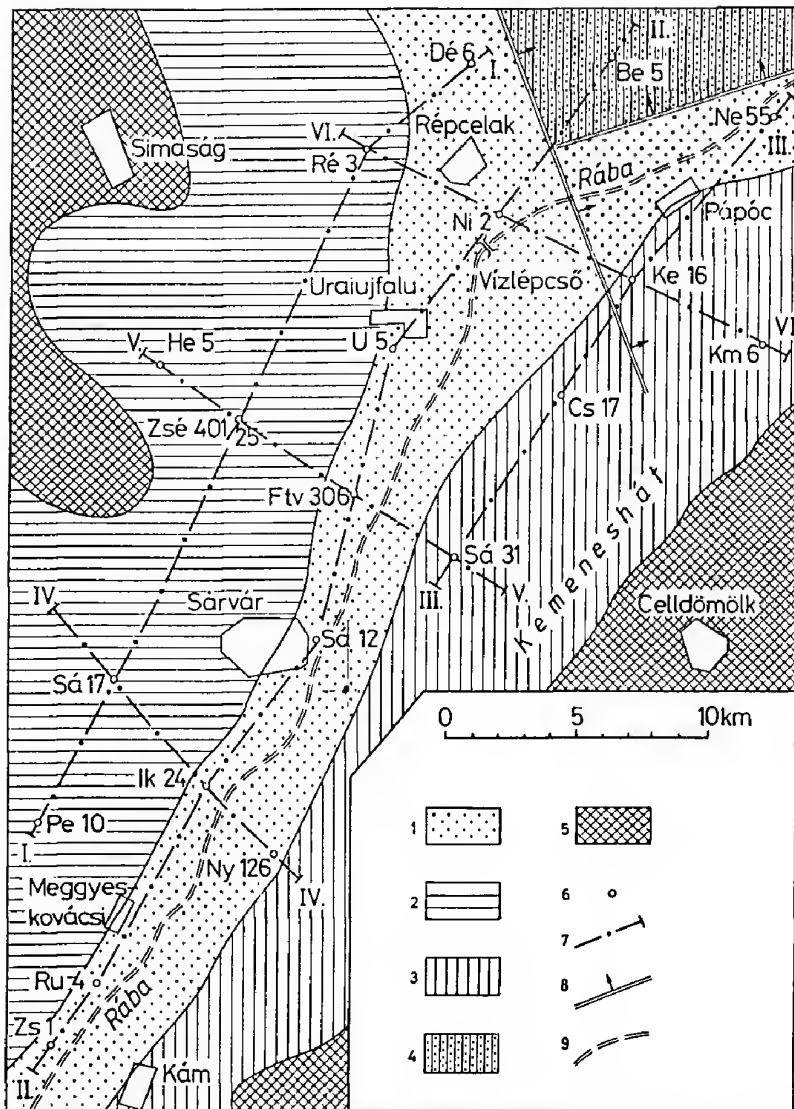 Dé 6
I.
II.
Be 5
Simaság
VI.
Ré 3
Répcelak
Ne 55
III.
Rába
Ni 2
Papóc
Vízlépcső
Uraiujfalu
U 5
Ke 16
V.
He 5
Km 6
VI.
Zsé 401
25
Cs 17
Ftv 306
Sá 31
III.
V.
Kemeneshát
IV.
Sárvár
Celldömölk
Sá 12
Sá 17
0 5 10km
Ik 24
Pe 10
I.
Ny 126
IV.
Meggyes-
kovácsi
Ru 4
Rába
Zs 1
II.
Kám
1
2
3
4
5
6
7
8
9